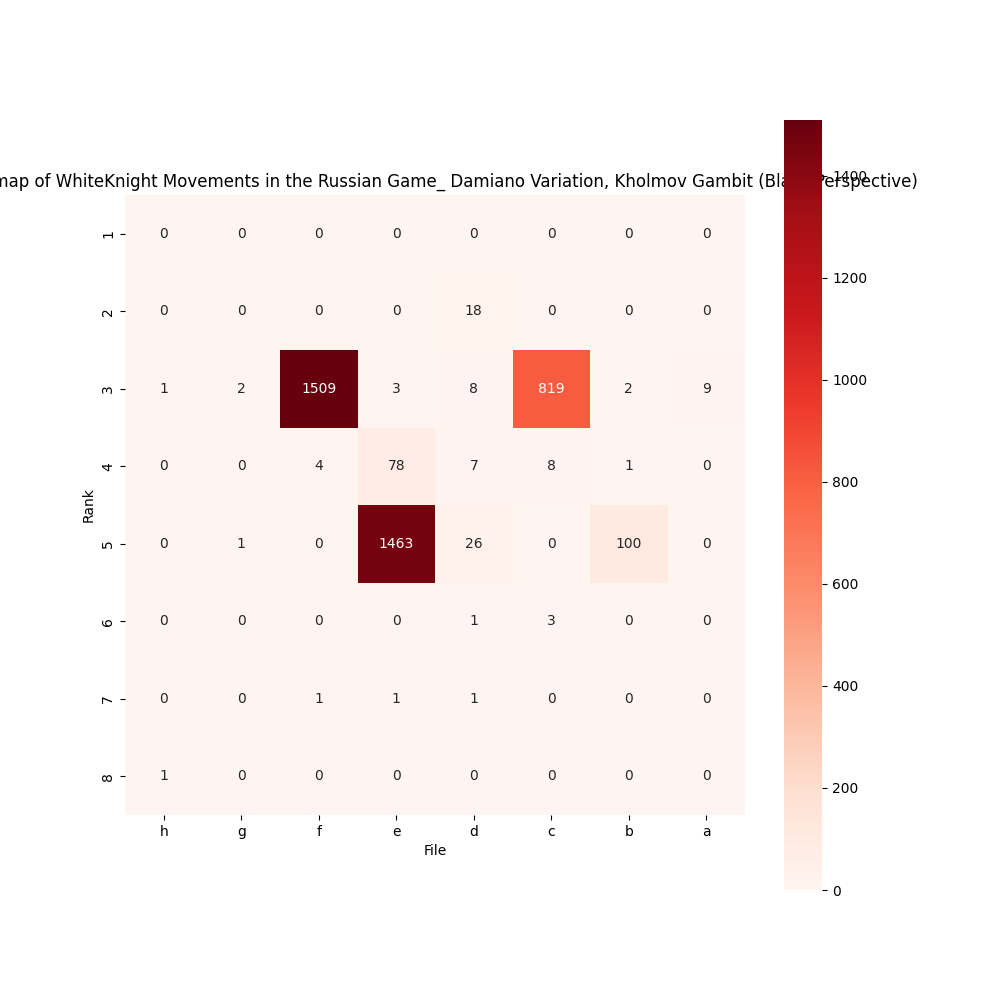 map of WhiteKnight Movements in the Russian Game_ Damiano Variation, Kholmov Gambit (Black Perspective)
1400
1 0 0 0 0 0 0 0 0
1200
2 0 0 0 0 18 0 0 0
3 1 2 1509 3 8 819 2 9
1000
4 0 0 4 78 7 8 1 0
800
Rank
5 0 1 0 1463 26 0 100 0
600
6 0 0 0 0 1 3 0 0
400
7 0 0 1 1 1 0 0 0
200
8 1 0 0 0 0 0 0 0
h g f e d c b a
File
0